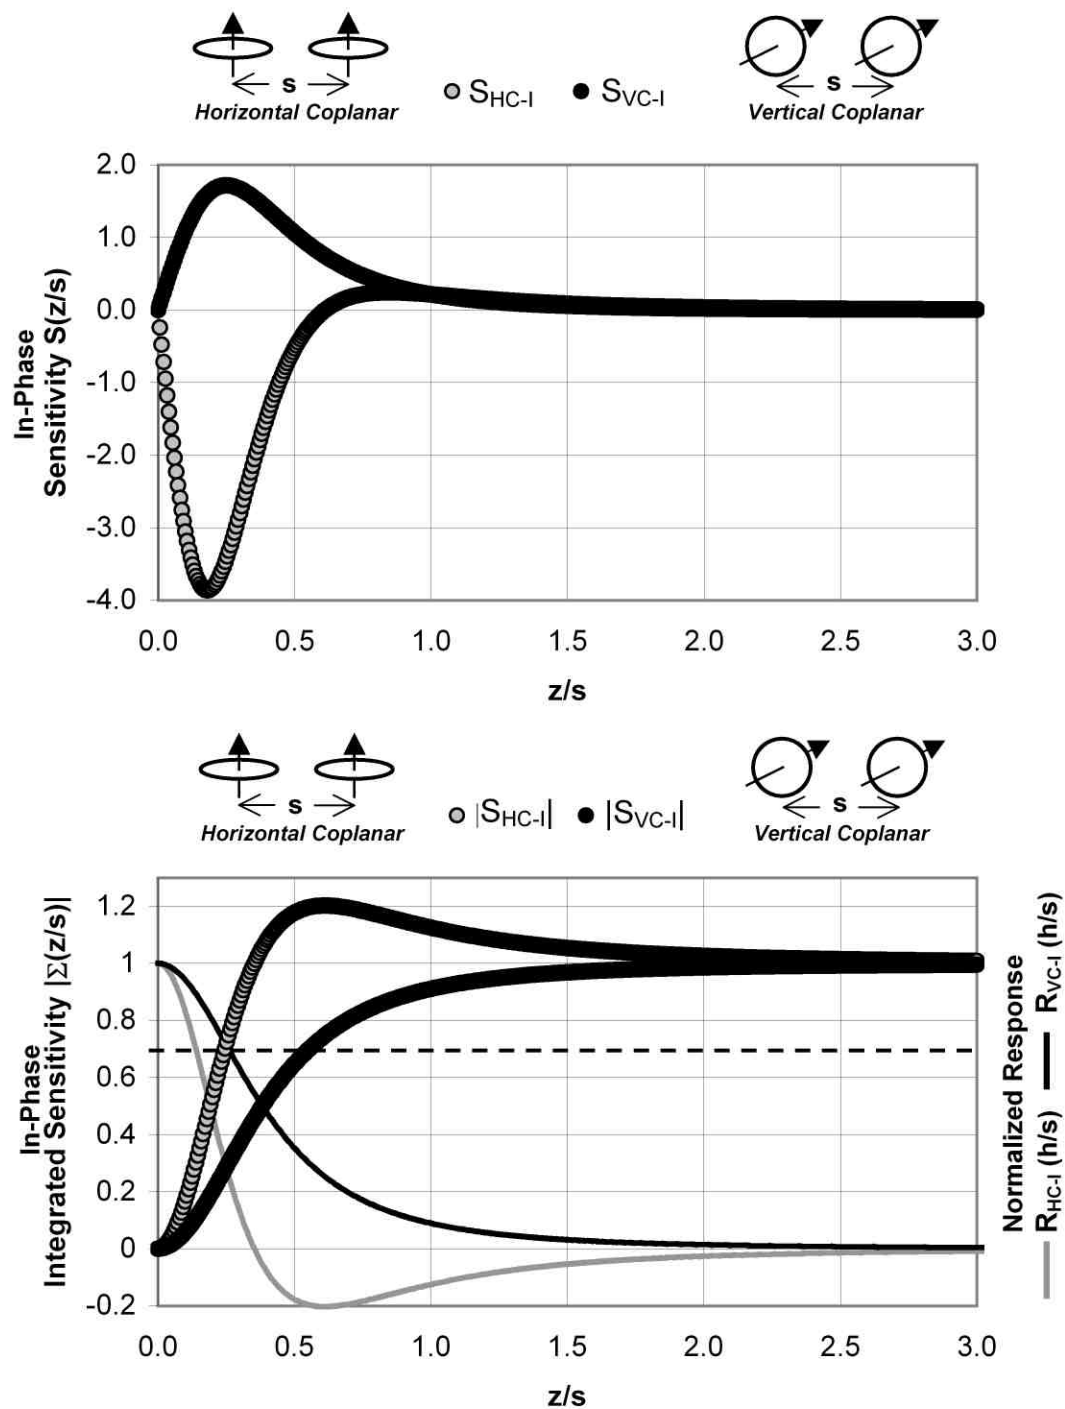 s s
Horizontal Coplanar S_HC-I S_VC-I Vertical Coplanar
2.0
1.0
0.0
-1.0
-2.0
-3.0
-4.0
In-Phase
Sensitivity S(z/s)
0.0 0.5 1.0 1.5 2.0 2.5 3.0
z/s
s s
Horizontal Coplanar |S_HC-I| |S_VC-I| Vertical Coplanar
1.2
1
0.8
0.6
0.4
0.2
0
-0.2
In-Phase
Integrated Sensitivity |Σ(z/s)|
Normalized Response
R_HC-I (h/s) R_VC-I (h/s)
0.0 0.5 1.0 1.5 2.0 2.5 3.0
z/s